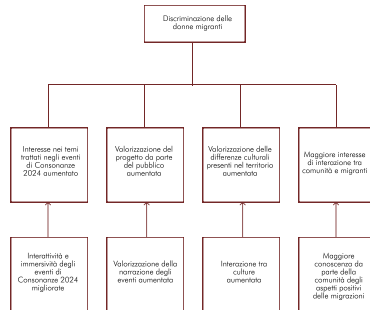 Discriminazione delle
donne migranti
Interesse nei temi
trattati negli eventi
di Consonanze
2024 aumentato
Valorizzazione del
progetto da parte
del pubblico
aumentata
Valorizzazione delle
differenze culturali
presenti nel territorio
aumentata
Maggiore interesse
di interazione tra
comunità e migranti
Interattività e
immersività degli
eventi di
Consonanze 2024
migliorate
Valorizzazione della
narrazione degli
eventi aumentata
Interazione tra
culture
aumentata
Maggiore
conoscenza da
parte della
comunità degli
aspetti positivi
delle migrazioni